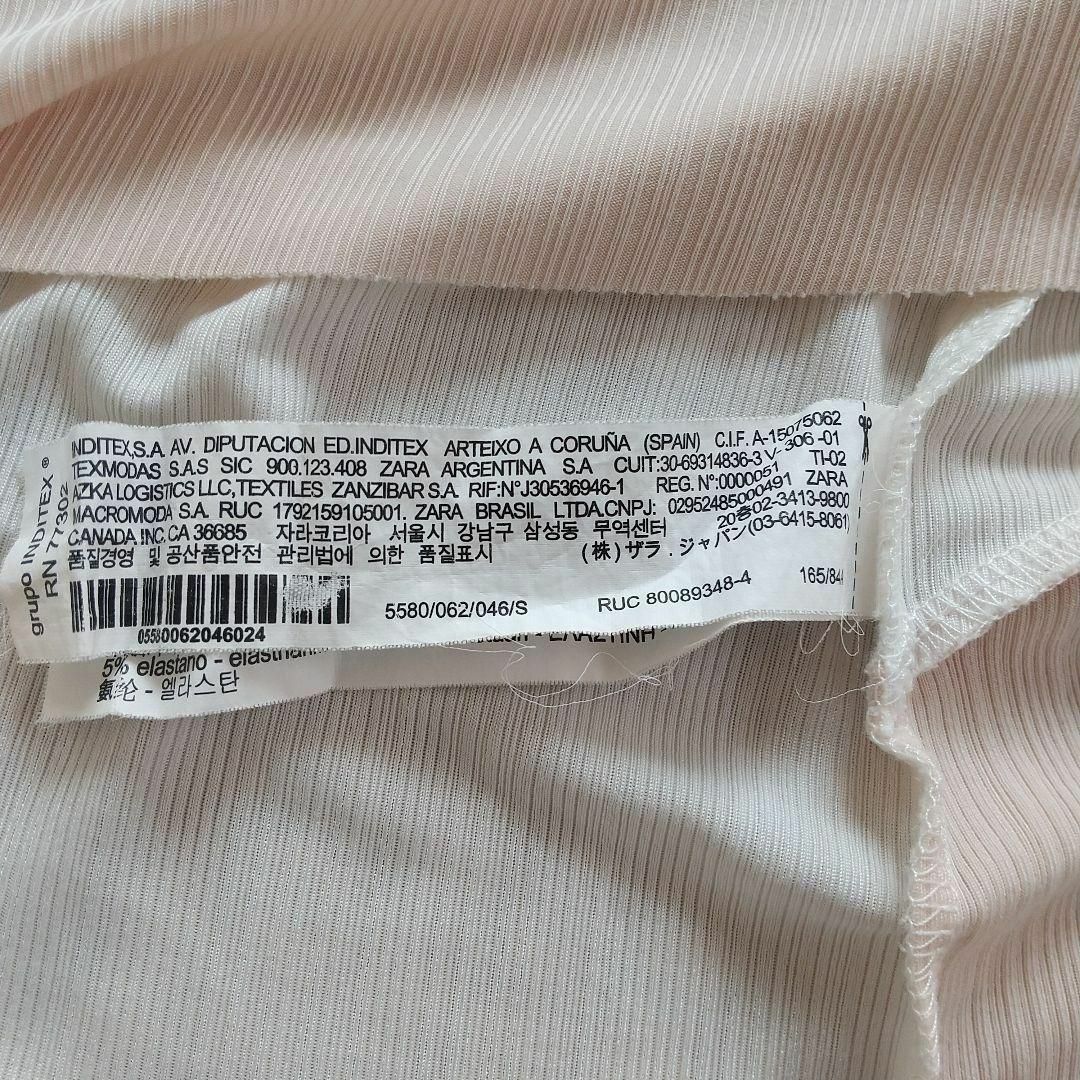 grupo INDITEX ®
RN 77302
INDITEX,S.A. AV. DIPUTACION ED.INDITEX ARTEIXO A CORUÑA (SPAIN) C.I.F. A-15075062
TEXMODAS S.A.S SIC 900.123.408 ZARA ARGENTINA S.A CUIT:30-69314836-3 V-306-01
AZKA LOGISTICS LLC,TEXTILES ZANZIBAR S.A. RIF:N°J30536946-1 REG. N°:00000051 TI-02
MACROMODA S.A. RUC 1792159105001. ZARA BRASIL LTDA.CNPJ: 02952485000491 ZARA
CANADA, INC. CA 36685 자라코리아 서울시 강남구 삼성동 무역센터 20층02-3413-9800
품질경영 및 공산품안전 관리법에 의한 품질표시 (株)ザラ.ジャパン(03-6415-8061)
5580/062/046/S RUC 80089348-4 165/84
05580062046024
5% elastano -
엘라스탄